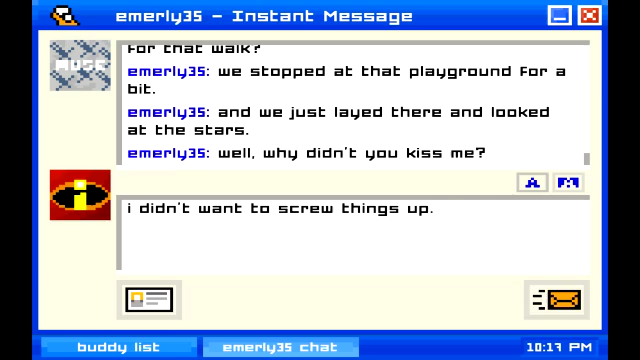 emerly35 - Instant Message
for that walk?
emerly35: we stopped at that playground for a
bit.
emerly35: and we just layed there and looked
at the stars.
emerly35: well, why didn't you kiss me?
MUSE
i
A
i didn't want to screw things up.
buddy list
emerly35 chat
10:17 PM